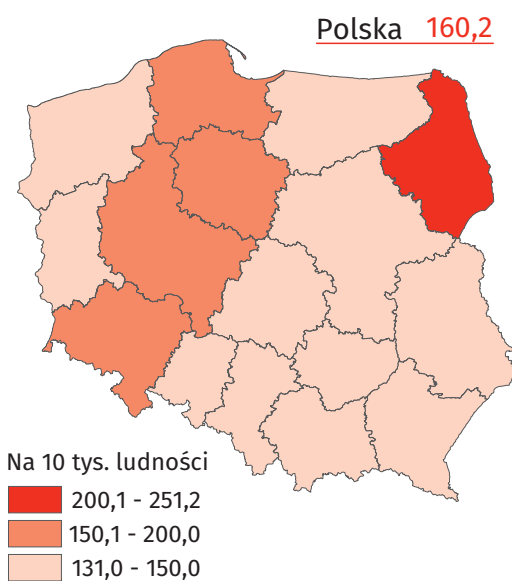 Polska 160,2
Na 10 tys. ludności
200,1 - 251,2
150,1 - 200,0
131,0 - 150,0